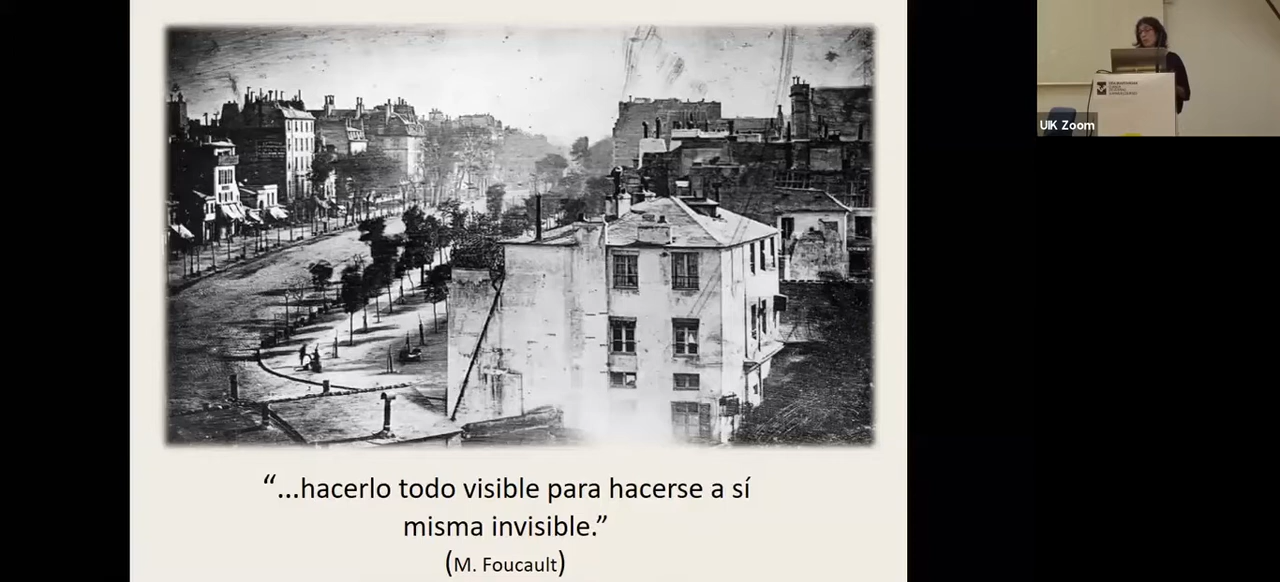 “...hacerlo todo visible para hacerse a sí
misma invisible.”
(M. Foucault)
UIK Zoom